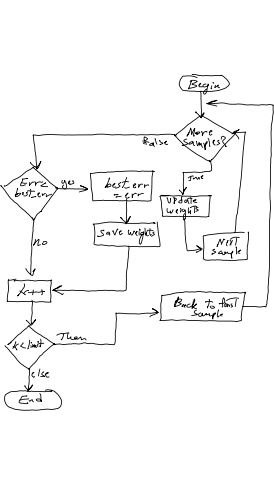 Begin
More
samples?
False
True
Update
weights
Next
sample
Err<
best_err
yes
best_err
= err
save weights
no
k++
k<limit
Then
Back to first
sample
else
End